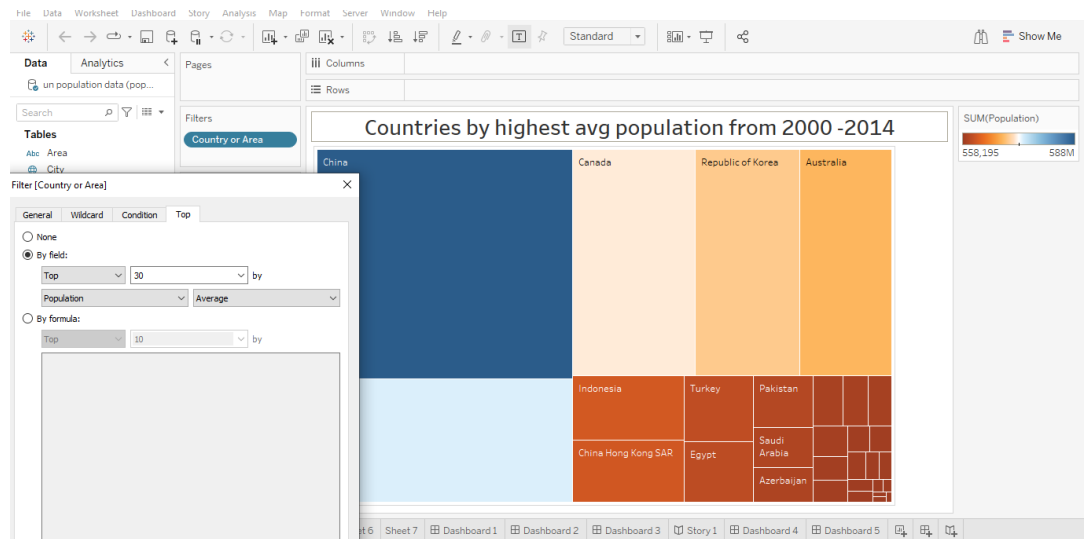 File Data Worksheet Dashboard Story Analysis Map Format Server Window Help
Standard
Show Me
Data Analytics
un population data (pop...
Search
Tables
Abc Area
City
Pages
iii Columns
Rows
Filters
Country or Area
Countries by highest avg population from 2000 -2014
SUM(Population)
558,195 588M
China
Canada
Republic of Korea
Australia
Indonesia
Turkey
Pakistan
China Hong Kong SAR
Egypt
Saudi
Arabia
Azerbaijan
Filter [Country or Area]
General Wildcard Condition Top
None
By field:
Top 30 by
Population Average
By formula:
Top 10 by
et 6 Sheet 7 Dashboard 1 Dashboard 2 Dashboard 3 Story 1 Dashboard 4 Dashboard 5